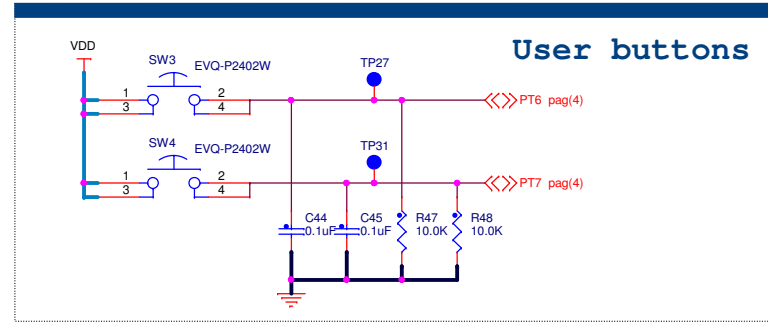 User buttons
VDD
SW3
EVQ-P2402W
TP27
1
2
3
4
PT6 pag(4)
SW4
EVQ-P2402W
TP31
1
2
3
4
PT7 pag(4)
C44
0.1uF
C45
0.1uF
R47
10.0K
R48
10.0K